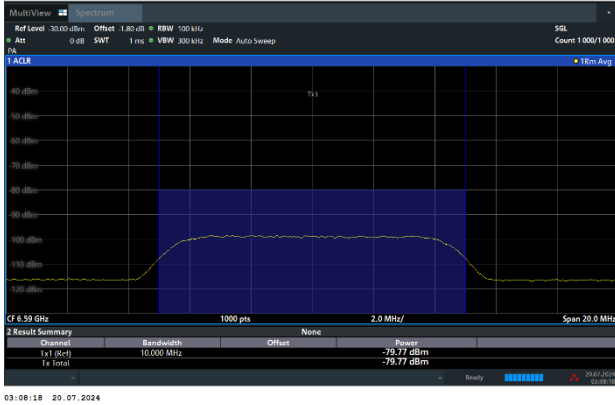 MultiView Spectrum
Ref Level -30.00 dBm Offset -1.80 dB RBW 100 kHz SGL
Att 0 dB SWT 1 ms VBW 300 kHz Mode Auto Sweep Count 1000/1000
PA
1 ACLR 1Rm Avg
-40 dBm
Tx1
-50 dBm
-60 dBm
-70 dBm
-80 dBm
-90 dBm
-100 dBm
-110 dBm
-120 dBm
CF 6.59 GHz 1000 pts 2.0 MHz/ Span 20.0 MHz
2 Result Summary None
Channel Bandwidth Offset Power
Tx1 (Ref) 10.000 MHz -79.77 dBm
Tx Total -79.77 dBm
Ready 20.07.2024
03:08:18
03:08:18 20.07.2024